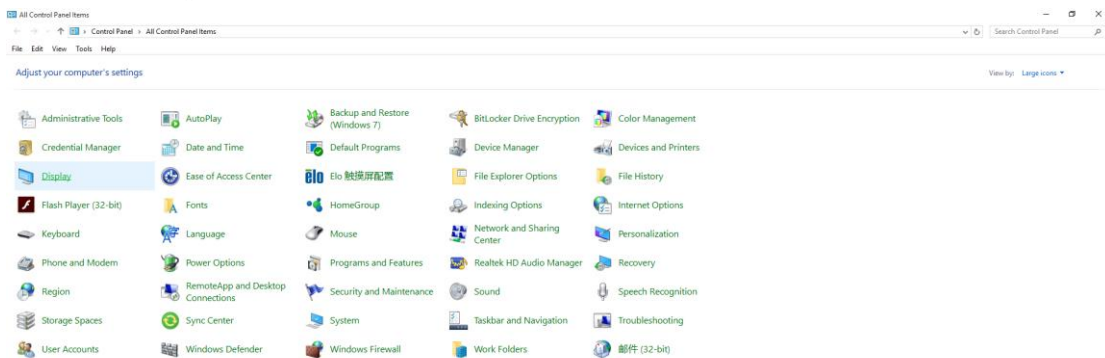 All Control Panel Items
Control Panel > All Control Panel Items
Search Control Panel
File Edit View Tools Help
Adjust your computer's settings
View by: Large icons
Administrative Tools
AutoPlay
Backup and Restore
(Windows 7)
BitLocker Drive Encryption
Color Management
Credential Manager
Date and Time
Default Programs
Device Manager
Devices and Printers
Display
Ease of Access Center
elo
Elo 触摸屏配置
File Explorer Options
File History
Flash Player (32-bit)
Fonts
HomeGroup
Indexing Options
Internet Options
Keyboard
Language
Mouse
Network and Sharing
Center
Personalization
Phone and Modem
Power Options
Programs and Features
Realtek HD Audio Manager
Recovery
Region
RemoteApp and Desktop
Connections
Security and Maintenance
Sound
Speech Recognition
Storage Spaces
Sync Center
System
Taskbar and Navigation
Troubleshooting
User Accounts
Windows Defender
Windows Firewall
Work Folders
邮件 (32-bit)